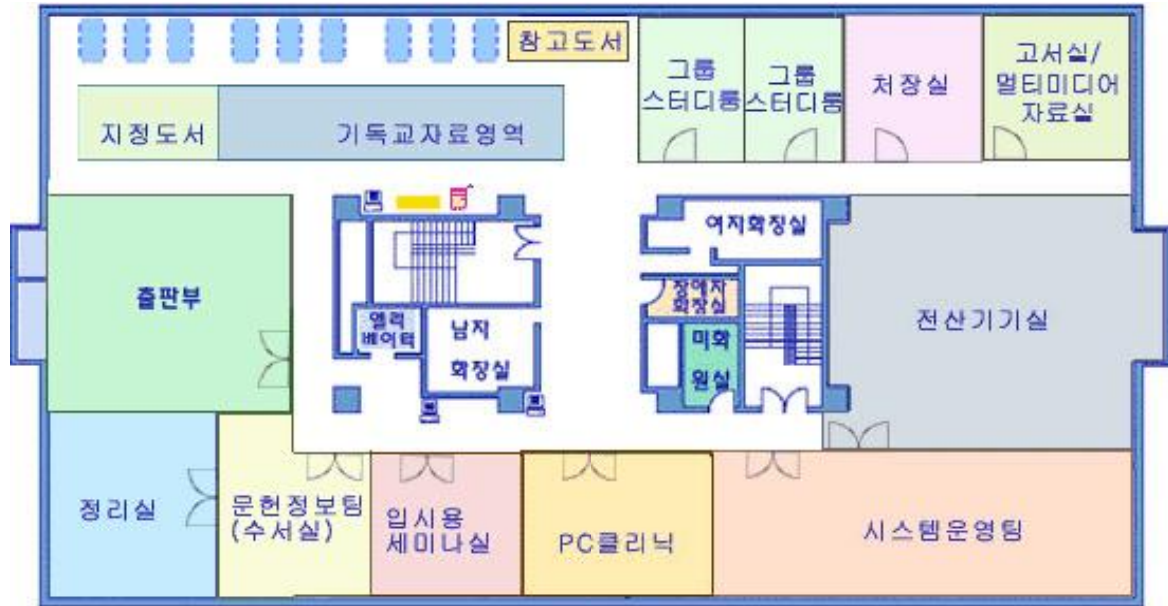 참고도서
그룹
스터디룸
그룹
스터디룸
처장실
고서실/
멀티미디어
자료실
지정도서
기독교자료영역
여자화장실
출판부
장애자
화장실
엘리
베이터
남자
화장실
미화
원실
전산기기실
정리실
문헌정보팀
(수서실)
입시용
세미나실
PC클리닉
시스템운영팀